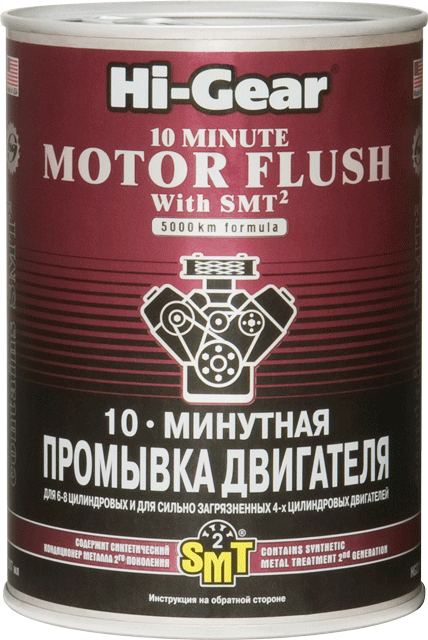 Hi-Gear
10 MINUTE
MOTOR FLUSH
With SMT²
5000 km formula
10 · МИНУТНАЯ
ПРОМЫВКА ДВИГАТЕЛЯ
ДЛЯ 6-8 ЦИЛИНДРОВЫХ И ДЛЯ СИЛЬНО ЗАГРЯЗНЕННЫХ 4-х ЦИЛИНДРОВЫХ ДВИГАТЕЛЕЙ
СОДЕРЖИТ СИНТЕТИЧЕСКИЙ
КОНДИЦИОНЕР МЕТАЛЛА 2го ПОКОЛЕНИЯ
2
SMT
CONTAINS SYNTHETIC
METAL TREATMENT 2nd GENERATION
Инструкция на обратной стороне